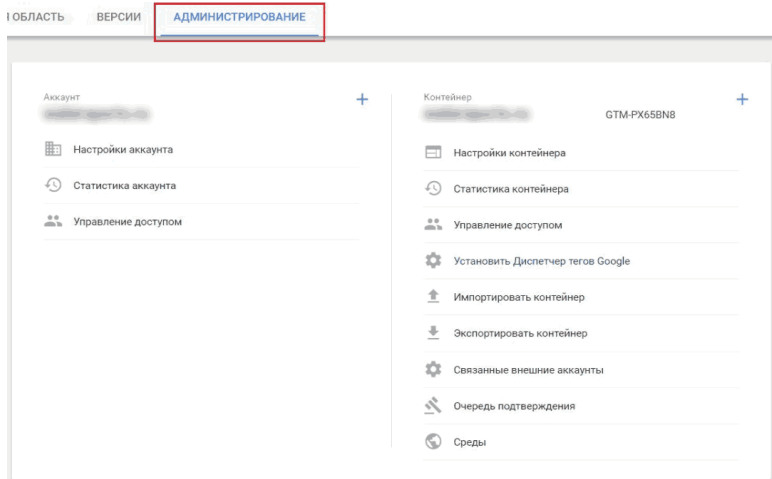 ОБЛАСТЬ ВЕРСИИ АДМИНИСТРИРОВАНИЕ
Аккаунт
Настройки аккаунта
Статистика аккаунта
Управление доступом
Контейнер
GTM-PX65BN8
Настройки контейнера
Статистика контейнера
Управление доступом
Установить Диспетчер тегов Google
Импортировать контейнер
Экспортировать контейнер
Связанные внешние аккаунты
Очередь подтверждения
Среды